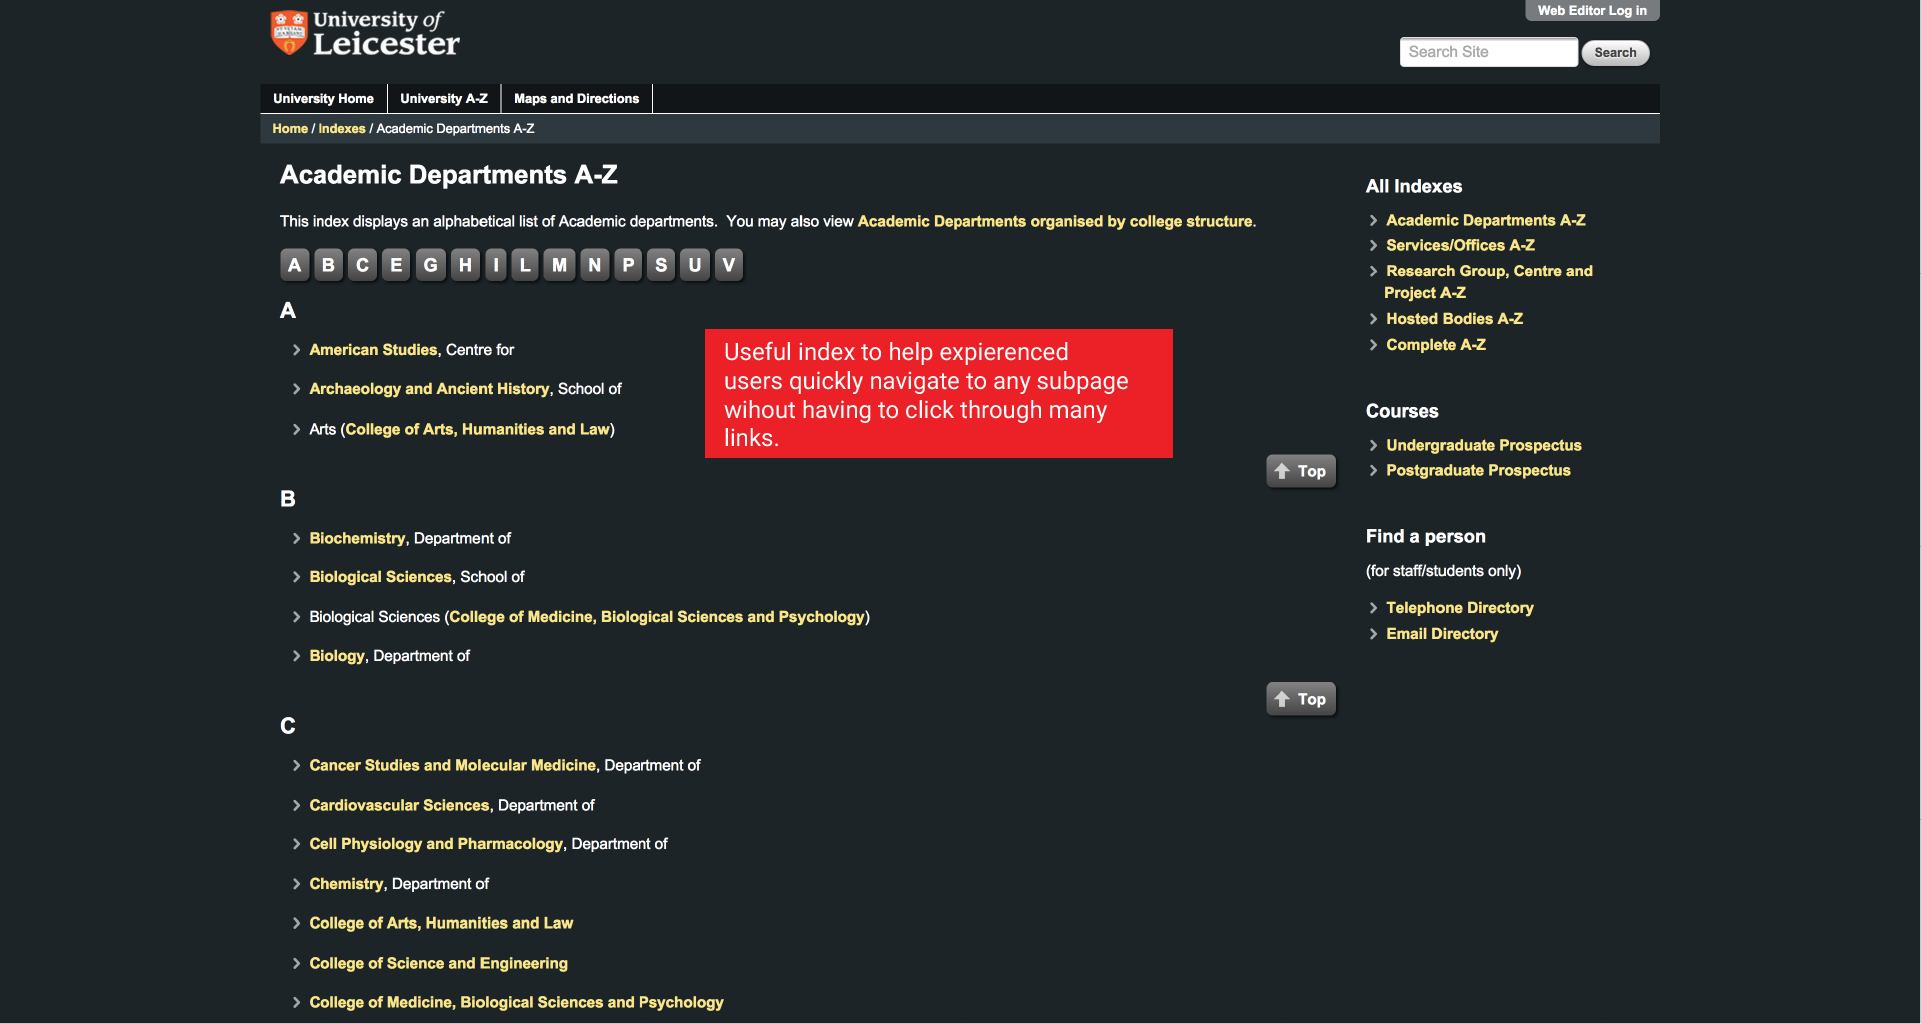 University of
Leicester
Web Editor Log in
Search Site
Search
University Home
University A-Z
Maps and Directions
Home / Indexes / Academic Departments A-Z
Academic Departments A-Z
This index displays an alphabetical list of Academic departments. You may also view Academic Departments organised by college structure.
A B C E G H I L M N P S U V
A
American Studies, Centre for
Archaeology and Ancient History, School of
Arts (College of Arts, Humanities and Law)
Useful index to help expierenced
users quickly navigate to any subpage
wihout having to click through many
links.
Top
B
Biochemistry, Department of
Biological Sciences, School of
Biological Sciences (College of Medicine, Biological Sciences and Psychology)
Biology, Department of
Top
C
Cancer Studies and Molecular Medicine, Department of
Cardiovascular Sciences, Department of
Cell Physiology and Pharmacology, Department of
Chemistry, Department of
College of Arts, Humanities and Law
College of Science and Engineering
College of Medicine, Biological Sciences and Psychology
All Indexes
Academic Departments A-Z
Services/Offices A-Z
Research Group, Centre and
Project A-Z
Hosted Bodies A-Z
Complete A-Z
Courses
Undergraduate Prospectus
Postgraduate Prospectus
Find a person
(for staff/students only)
Telephone Directory
Email Directory